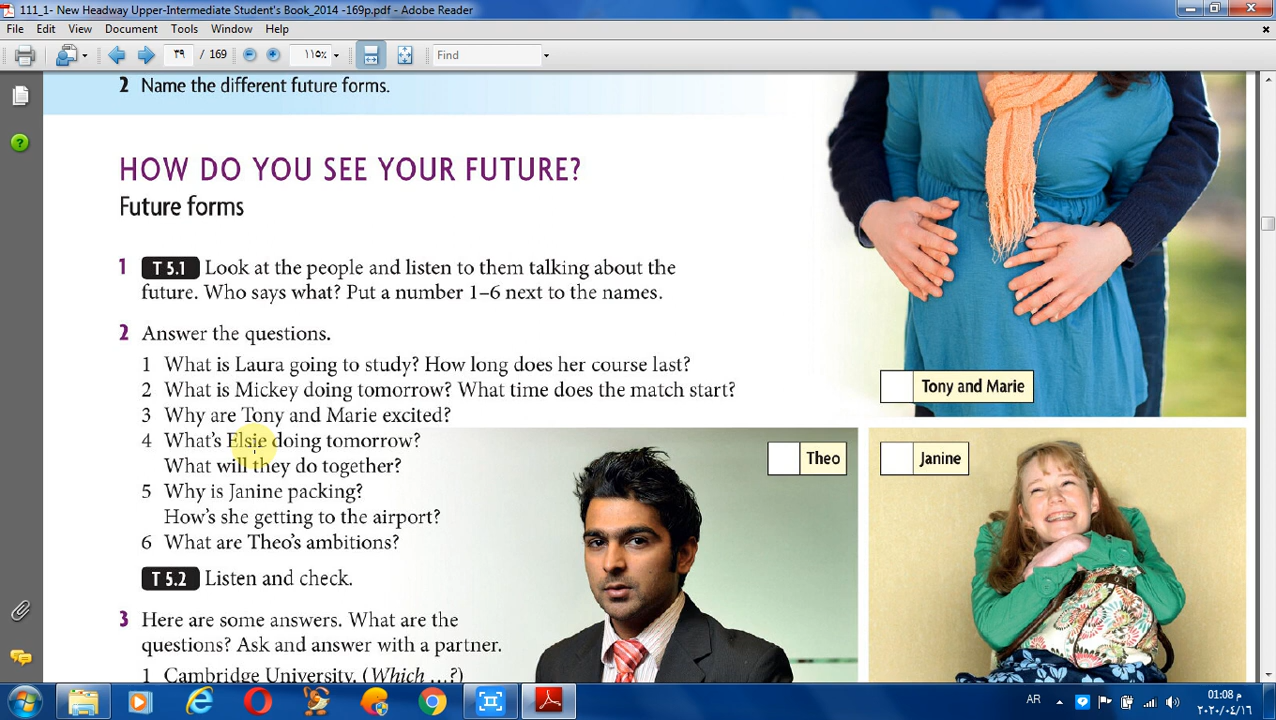 111_1- New Headway Upper-Intermediate Student's Book_2014 -169p.pdf - Adobe Reader
File Edit View Document Tools Window Help
٣٩ / 169 ١١٥% Find
2 Name the different future forms.
HOW DO YOU SEE YOUR FUTURE?
Future forms
1 T 5.1 Look at the people and listen to them talking about the
future. Who says what? Put a number 1–6 next to the names.
2 Answer the questions.
1 What is Laura going to study? How long does her course last?
2 What is Mickey doing tomorrow? What time does the match start?
3 Why are Tony and Marie excited?
4 What's Elsie doing tomorrow?
What will they do together?
5 Why is Janine packing?
How's she getting to the airport?
6 What are Theo's ambitions?
T 5.2 Listen and check.
3 Here are some answers. What are the
questions? Ask and answer with a partner.
1 Cambridge University. (Which …?)
Tony and Marie
Theo
Janine
AR
01:08 م
٢٠٢٠/٠٤/١٦